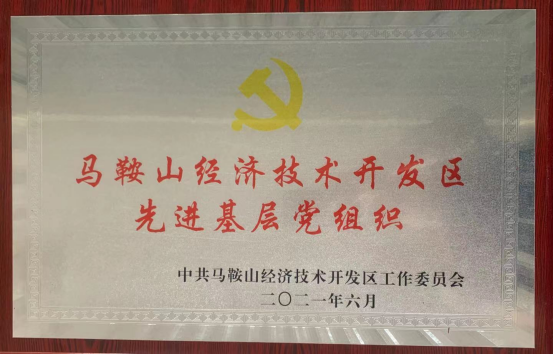 马鞍山经济技术开发区
先进基层党组织
中共马鞍山经济技术开发区工作委员会
二〇二一年六月